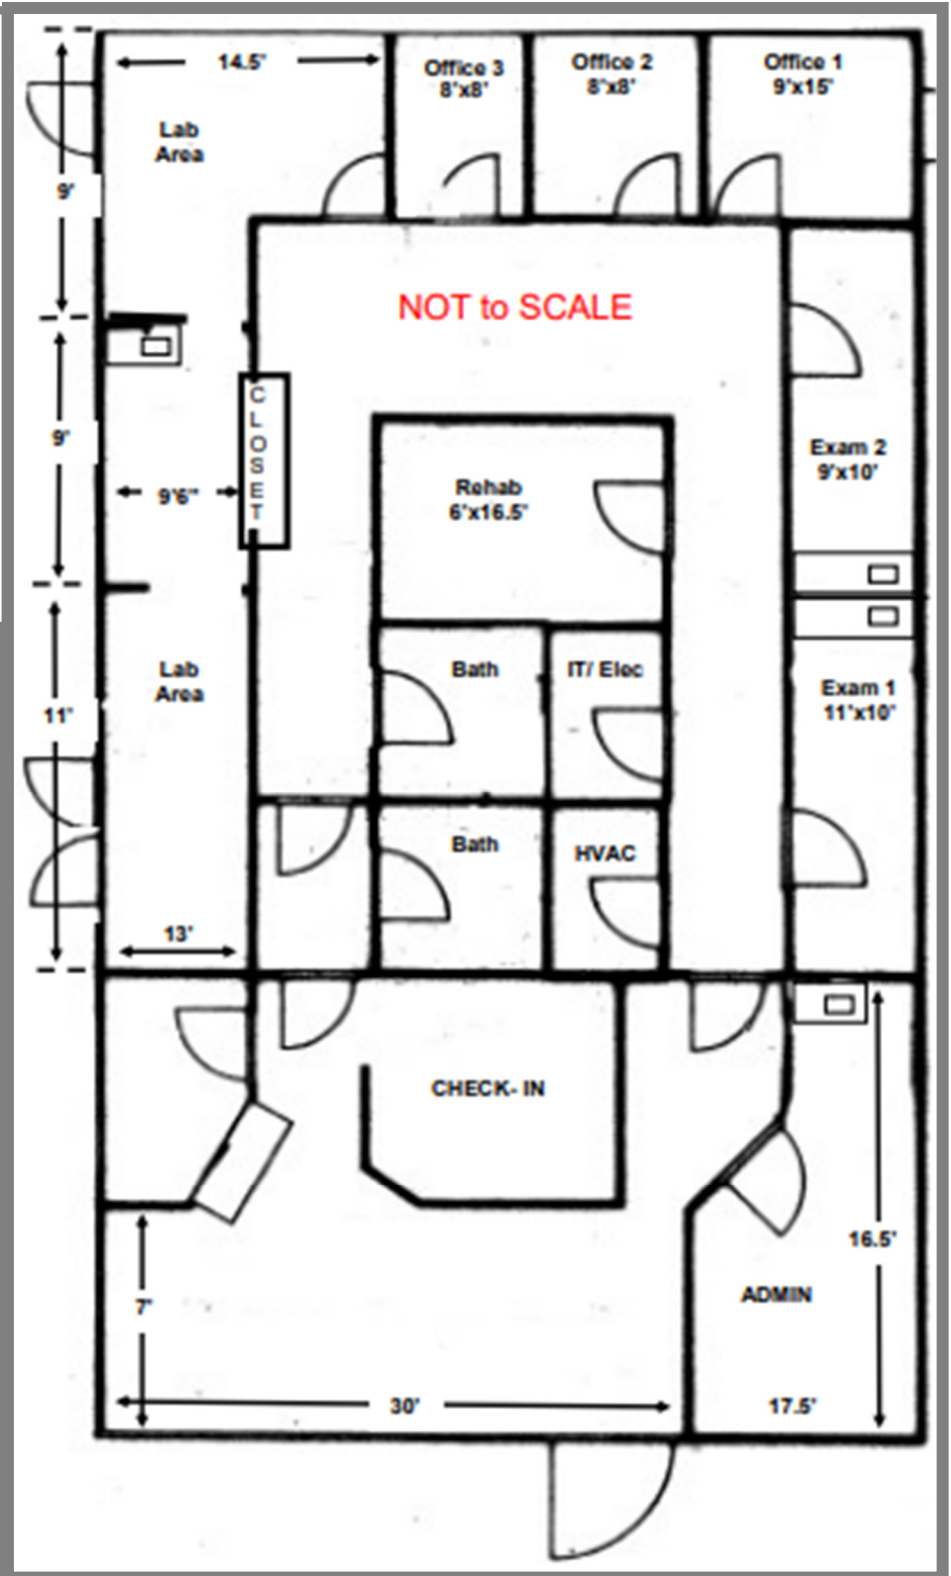 14.5'
Office 3
8'x8'
Office 2
8'x8'
Office 1
9'x15'
Lab
Area
9'
NOT to SCALE
CLOSET
9'
9'6"
Rehab
6'x16.5'
Exam 2
9'x10'
Lab
Area
11'
Bath
IT/ Elec
Exam 1
11'x10'
Bath
HVAC
13'
CHECK- IN
16.5'
7'
ADMIN
30'
17.5'